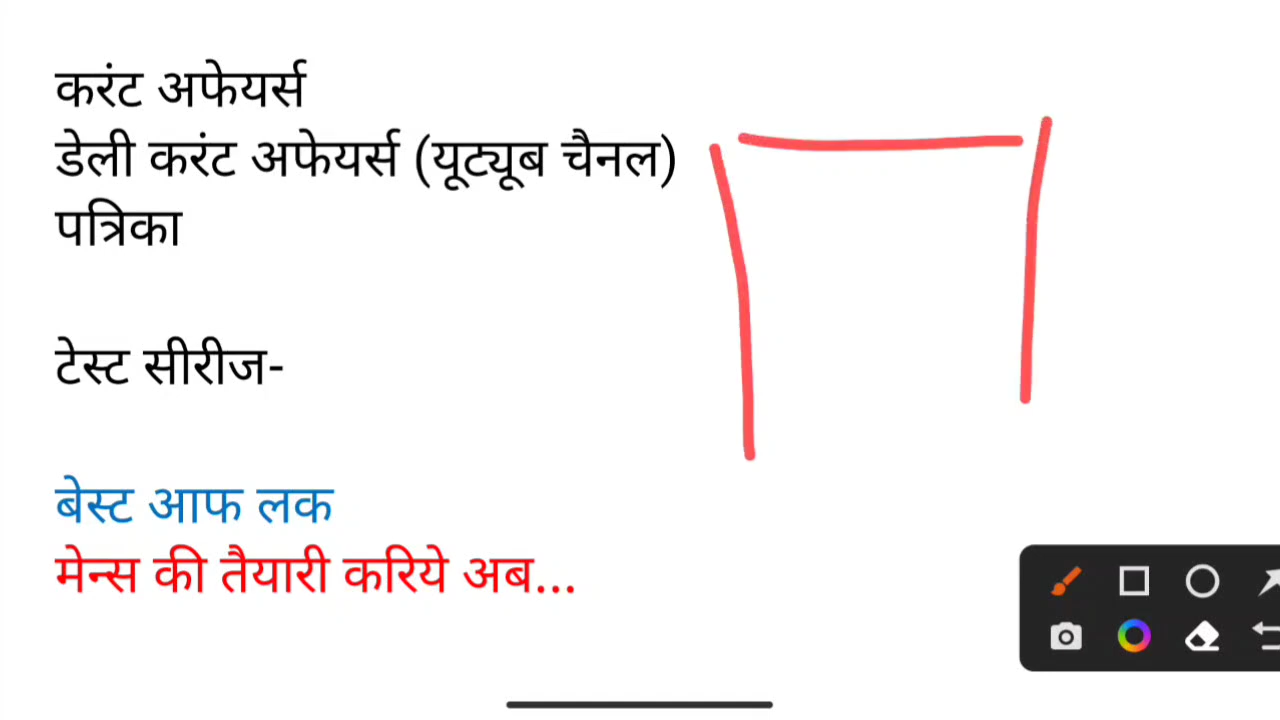 करंट अफेयर्स
डेली करंट अफेयर्स (यूट्यूब चैनल)
पत्रिका
टेस्ट सीरीज-
बेस्ट आफ लक
मेन्स की तैयारी करिये अब...